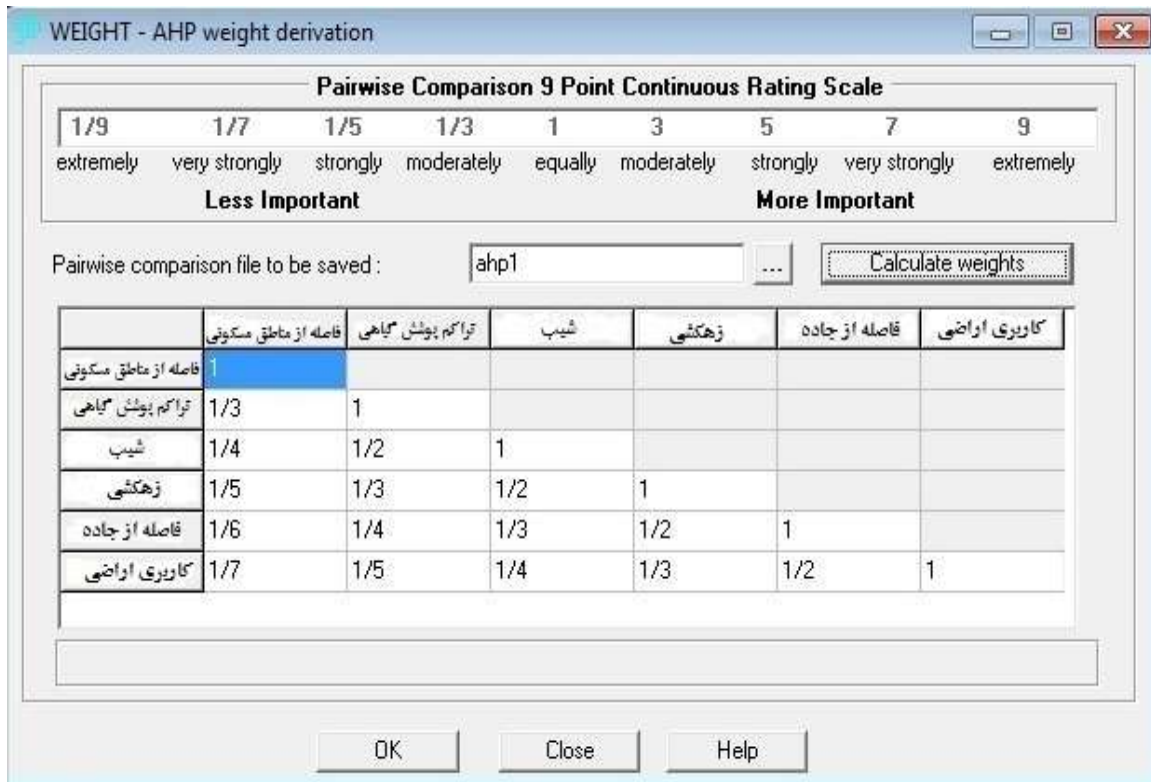 WEIGHT - AHP weight derivation
Pairwise Comparison 9 Point Continuous Rating Scale
1/9 1/7 1/5 1/3 1 3 5 7 9
extremely very strongly strongly moderately equally moderately strongly very strongly extremely
Less Important More Important
Pairwise comparison file to be saved : ahp1 ... Calculate weights
فاصله از مناطق مسکونی تراکم پوشش گیاهی شیب زهکشی فاصله از جاده کاربری اراضی
فاصله از مناطق مسکونی 1
تراکم پوشش گیاهی 1/3 1
شیب 1/4 1/2 1
زهکشی 1/5 1/3 1/2 1
فاصله از جاده 1/6 1/4 1/3 1/2 1
کاربری اراضی 1/7 1/5 1/4 1/3 1/2 1
OK Close Help